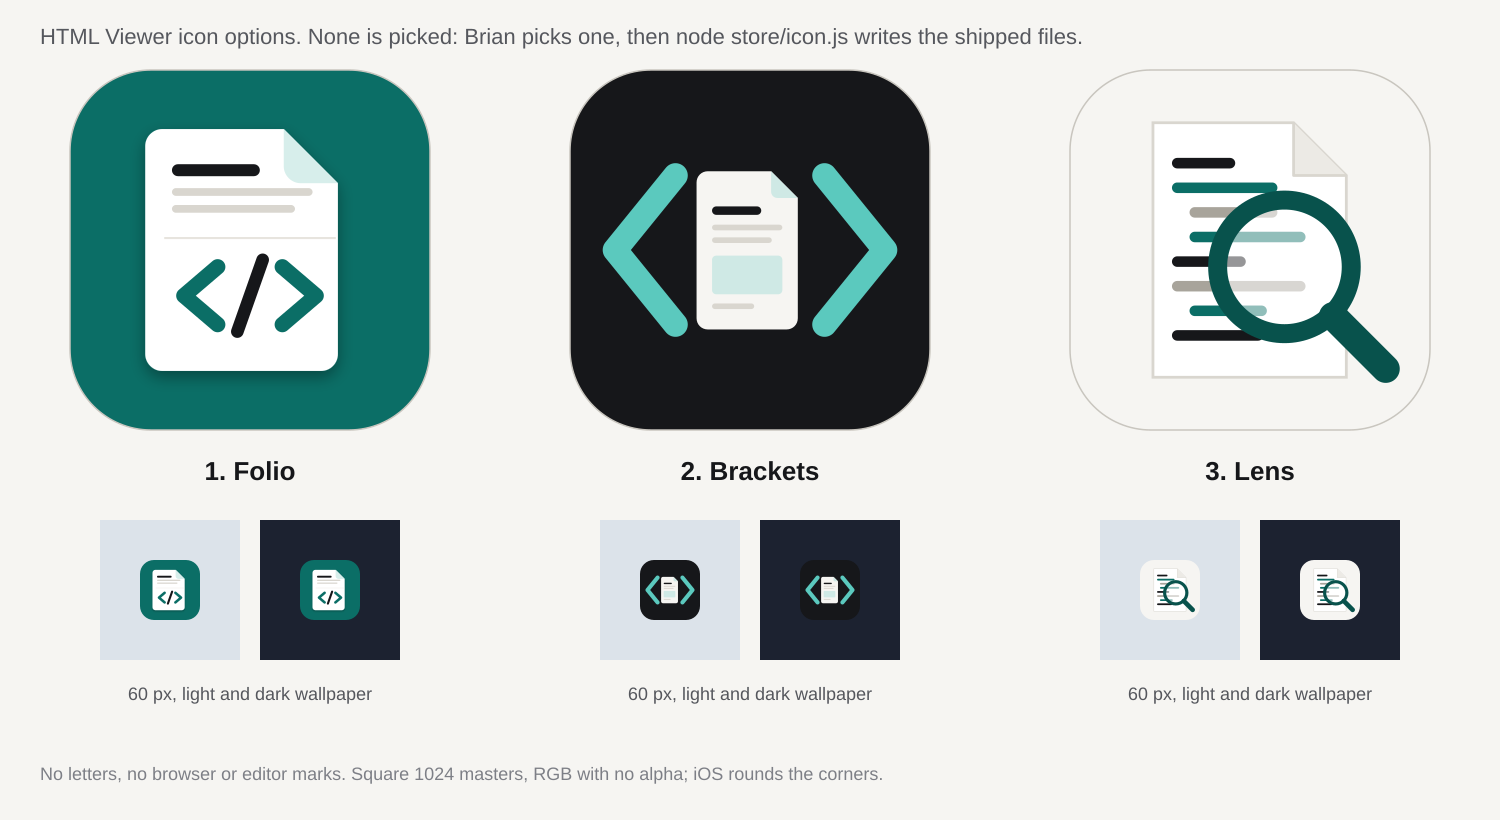 HTML Viewer icon options. None is picked: Brian picks one, then node store/icon.js writes the shipped files.
</>
< >
1. Folio
2. Brackets
3. Lens
</>
</>
< >
< >
60 px, light and dark wallpaper
60 px, light and dark wallpaper
60 px, light and dark wallpaper
No letters, no browser or editor marks. Square 1024 masters, RGB with no alpha; iOS rounds the corners.